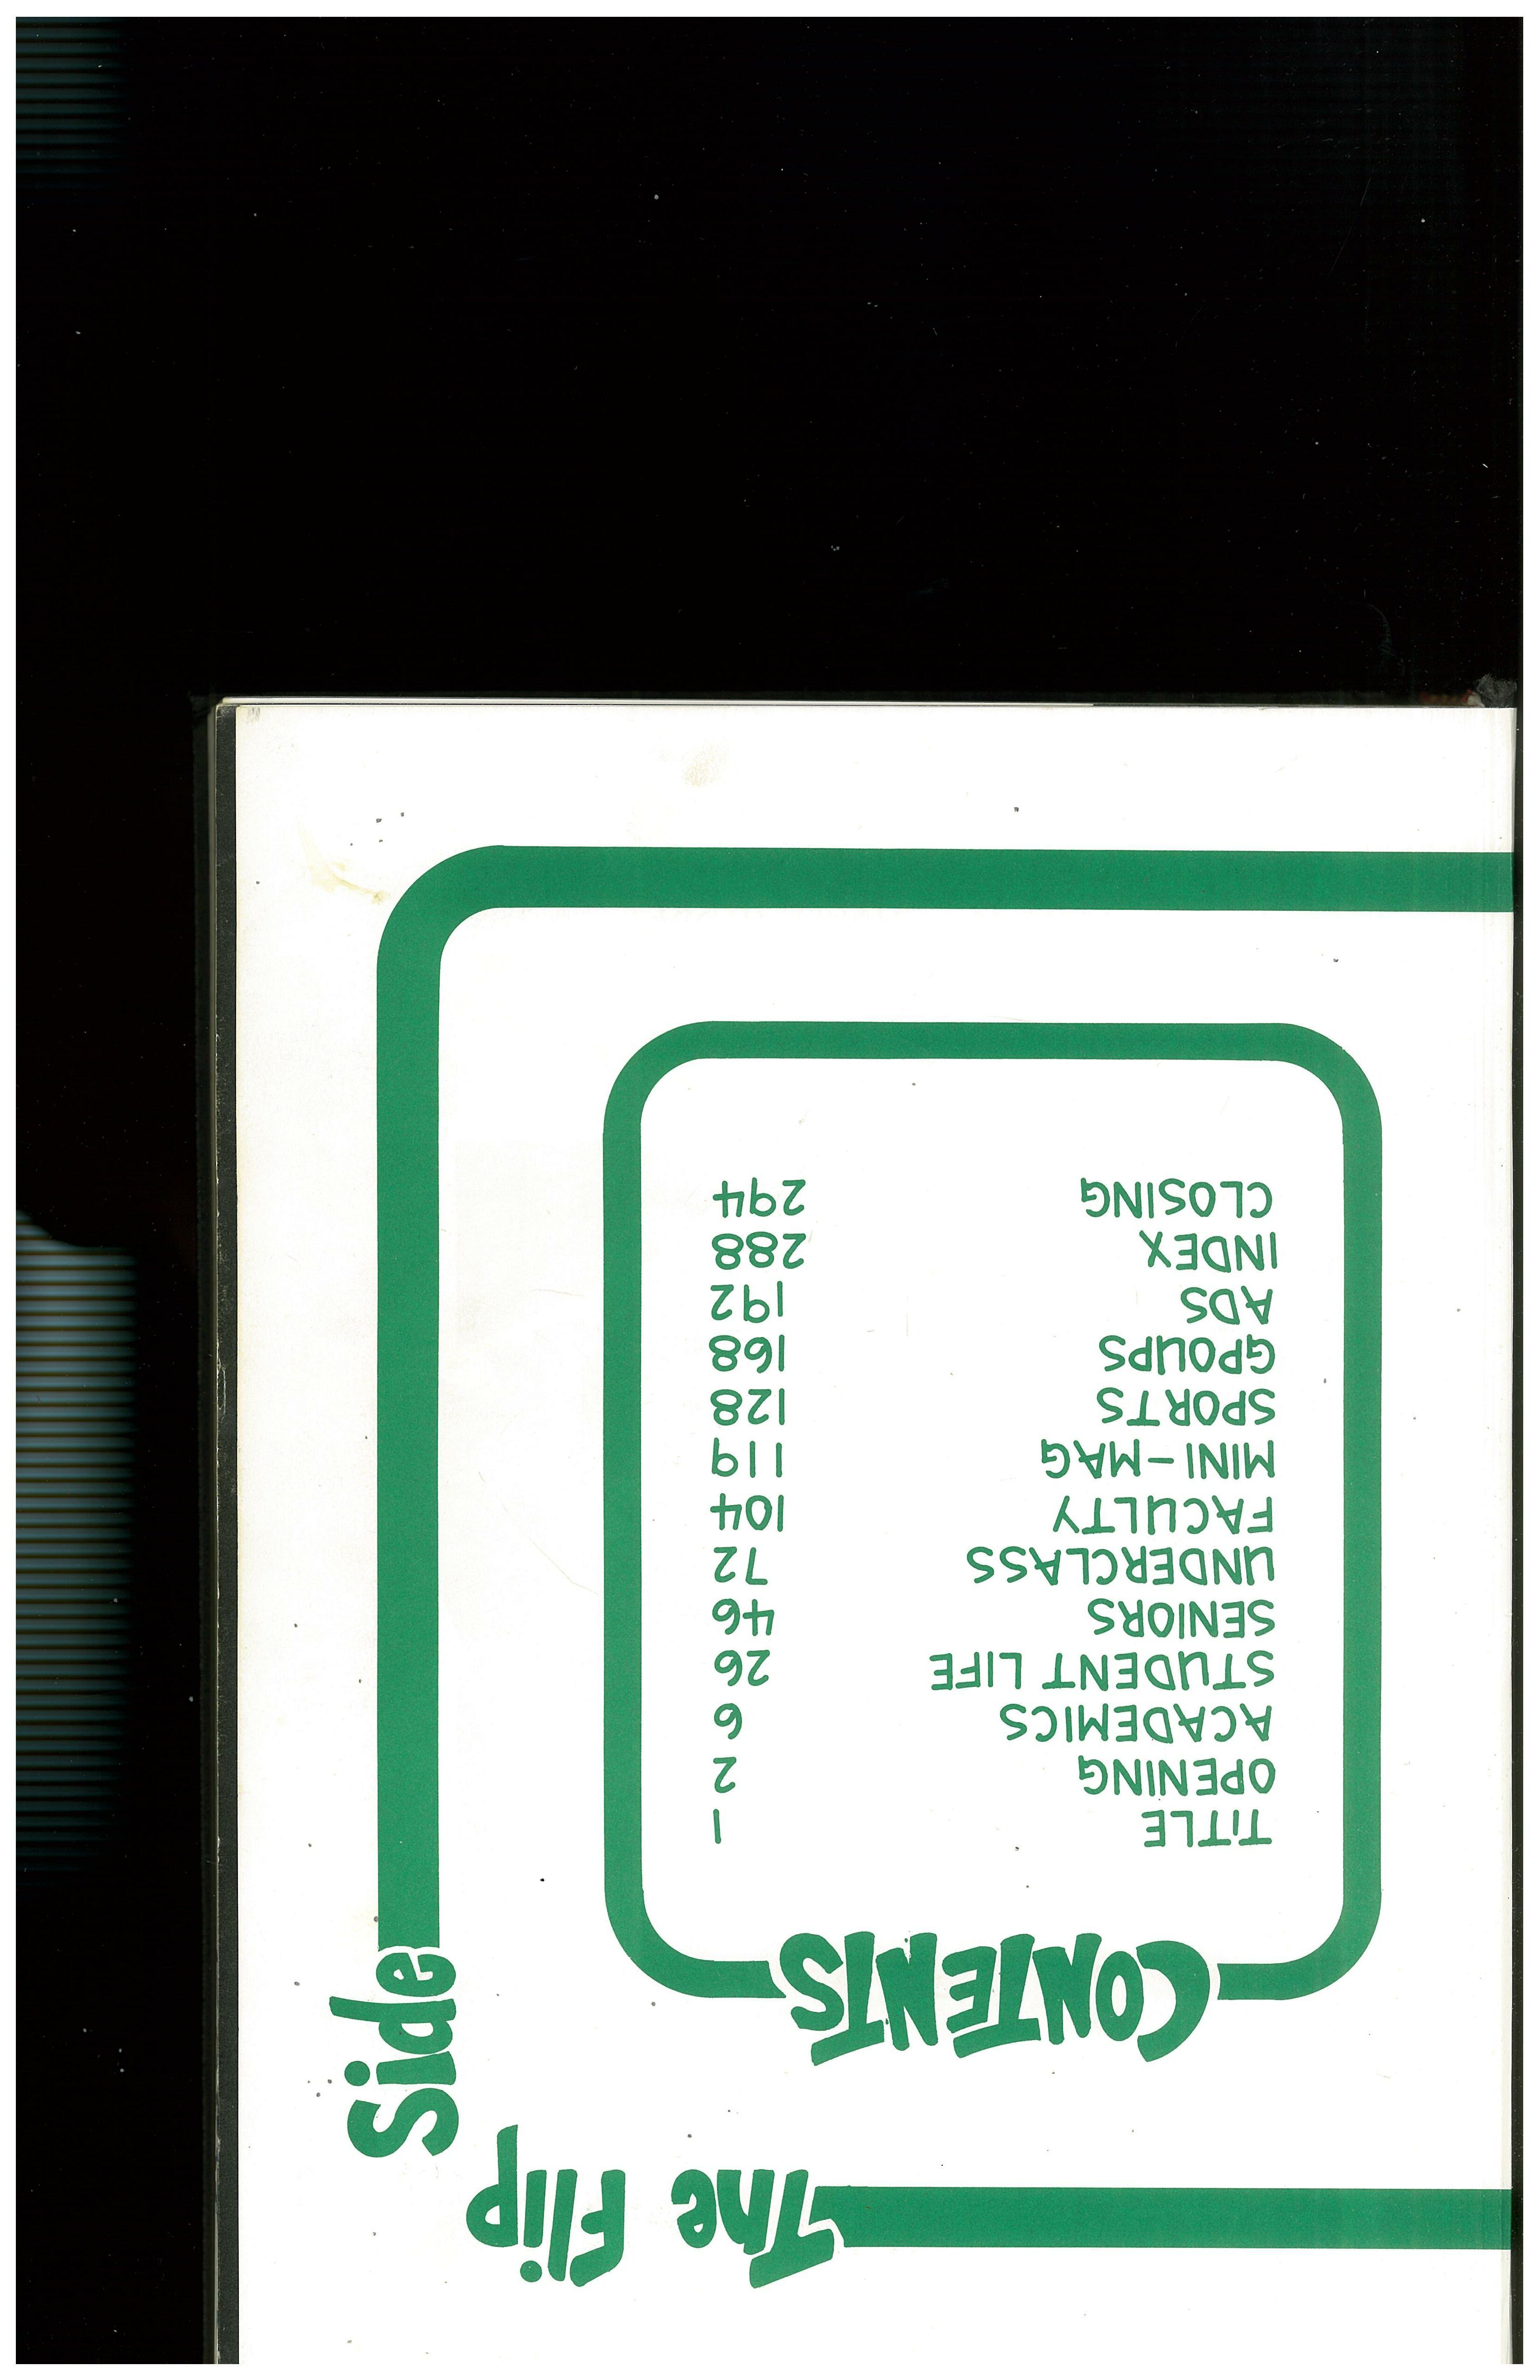 The Flip
Side
CONTENTS
TITLE 1
OPENING 2
ACADEMICS 6
STUDENT LIFE 26
SENIORS 46
UNDERCLASS 72
FACULTY 104
MINI-MAG 119
SPORTS 128
GPOUPS 168
ADS 192
INDEX 288
CLOSING 294